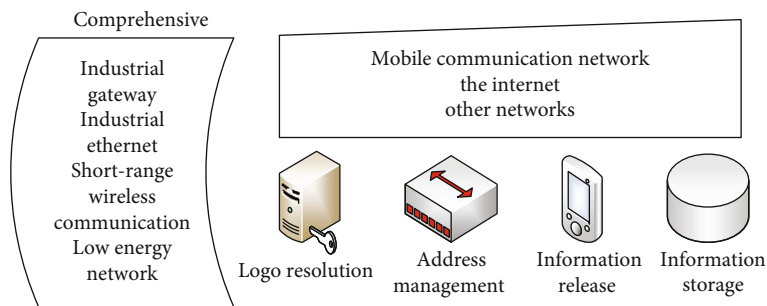 Comprehensive
Industrial
gateway
Industrial
ethernet
Short-range
wireless
communication
Low energy
network
Mobile communication network
the internet
other networks
Logo resolution
Address
management
Information
release
Information
storage